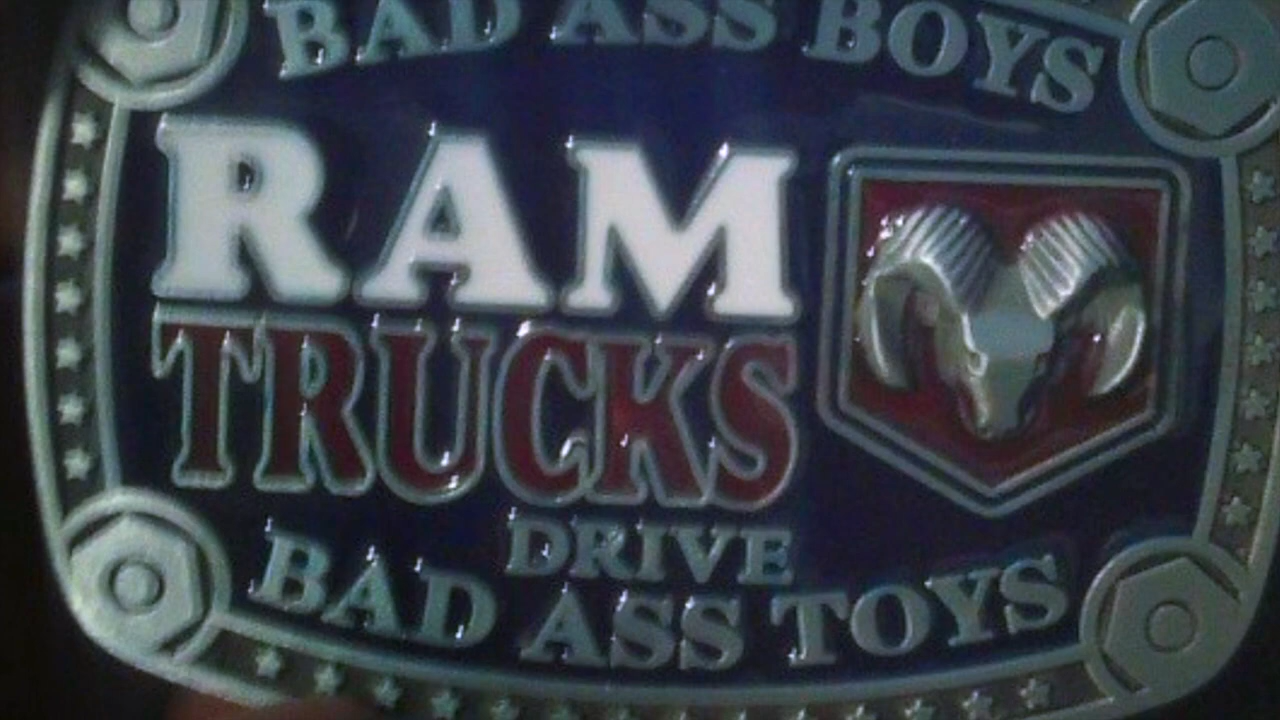 BAD ASS BOYS
RAM
TRUCKS
DRIVE
BAD ASS TOYS